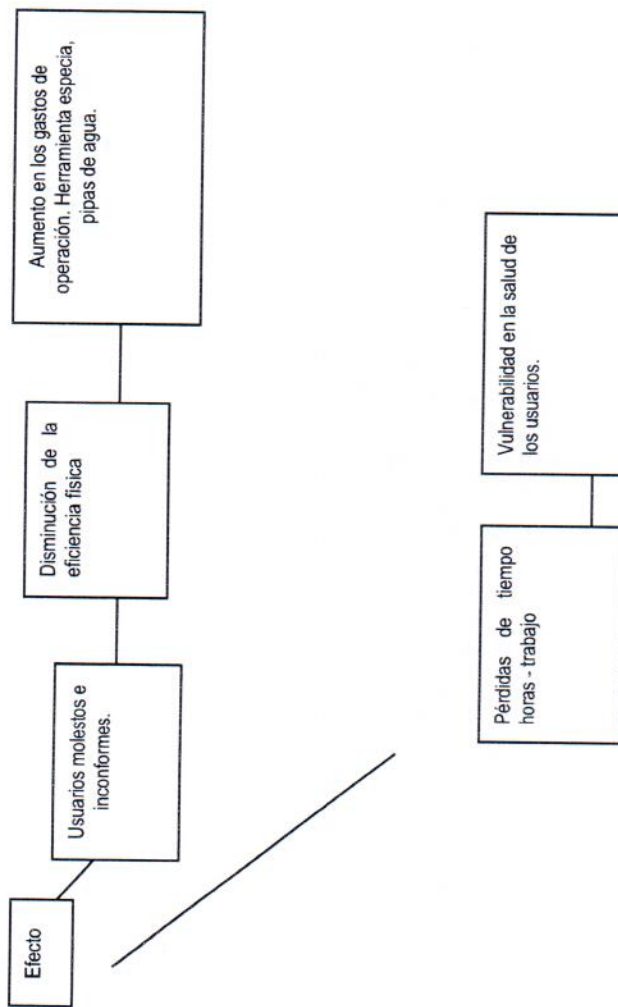 Efecto
Usuarios molestos e
inconformes.
Disminución de la
eficiencia física
Aumento en los gastos de
operación. Herramienta especia,
pipas de agua.
Pérdidas de tiempo
horas - trabajo
Vulnerabilidad en la salud de
los usuarios.